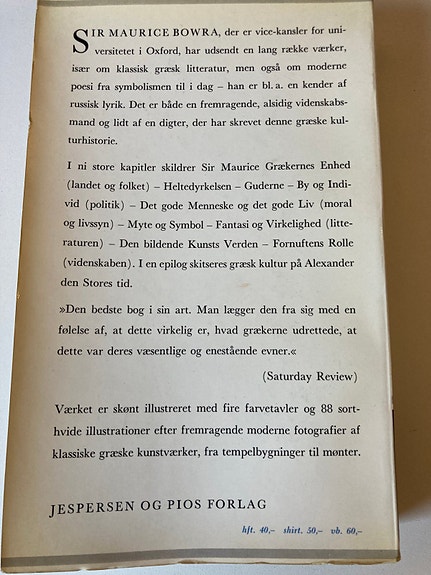 SIR MAURICE BOWRA, der er vice-kansler for uni-
versitetet i Oxford, har udsendt en lang række værker,
især om klassisk græsk litteratur, men også om moderne
poesi fra symbolismen til i dag – han er bl. a. en kender af
russisk lyrik. Det er både en fremragende, alsidig videnskabs-
mand og lidt af en digter, der har skrevet denne græske kul-
turhistorie.
I ni store kapitler skildrer Sir Maurice Grækernes Enhed
(landet og folket) – Heltedyrkelsen – Guderne – By og Indi-
vid (politik) – Det gode Menneske og det gode Liv (moral
og livssyn) – Myte og Symbol – Fantasi og Virkelighed (litte-
raturen) – Den bildende Kunsts Verden – Fornuftens Rolle
(videnskaben). I en epilog skitseres græsk kultur på Alexander
den Stores tid.
»Den bedste bog i sin art. Man lægger den fra sig med en
følelse af, at dette virkelig er, hvad grækerne udrettede, at
dette var deres væsentlige og enestående evner.«
(Saturday Review)
Værket er skønt illustreret med fire farvetavler og 88 sort-
hvide illustrationer efter fremragende moderne fotografier af
klassiske græske kunstværker, fra tempelbygninger til mønter.
JESPERSEN OG PIOS FORLAG
hft. 40,– shirt. 50,– vb. 60,–